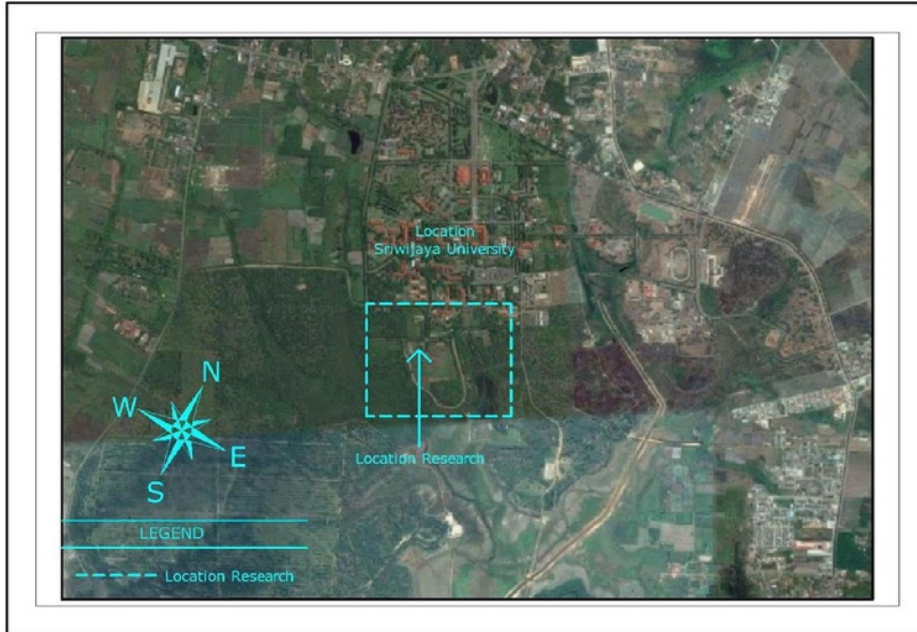 Location
Sriwijaya University
N
W
E
S
Location Research
LEGEND
Location Research